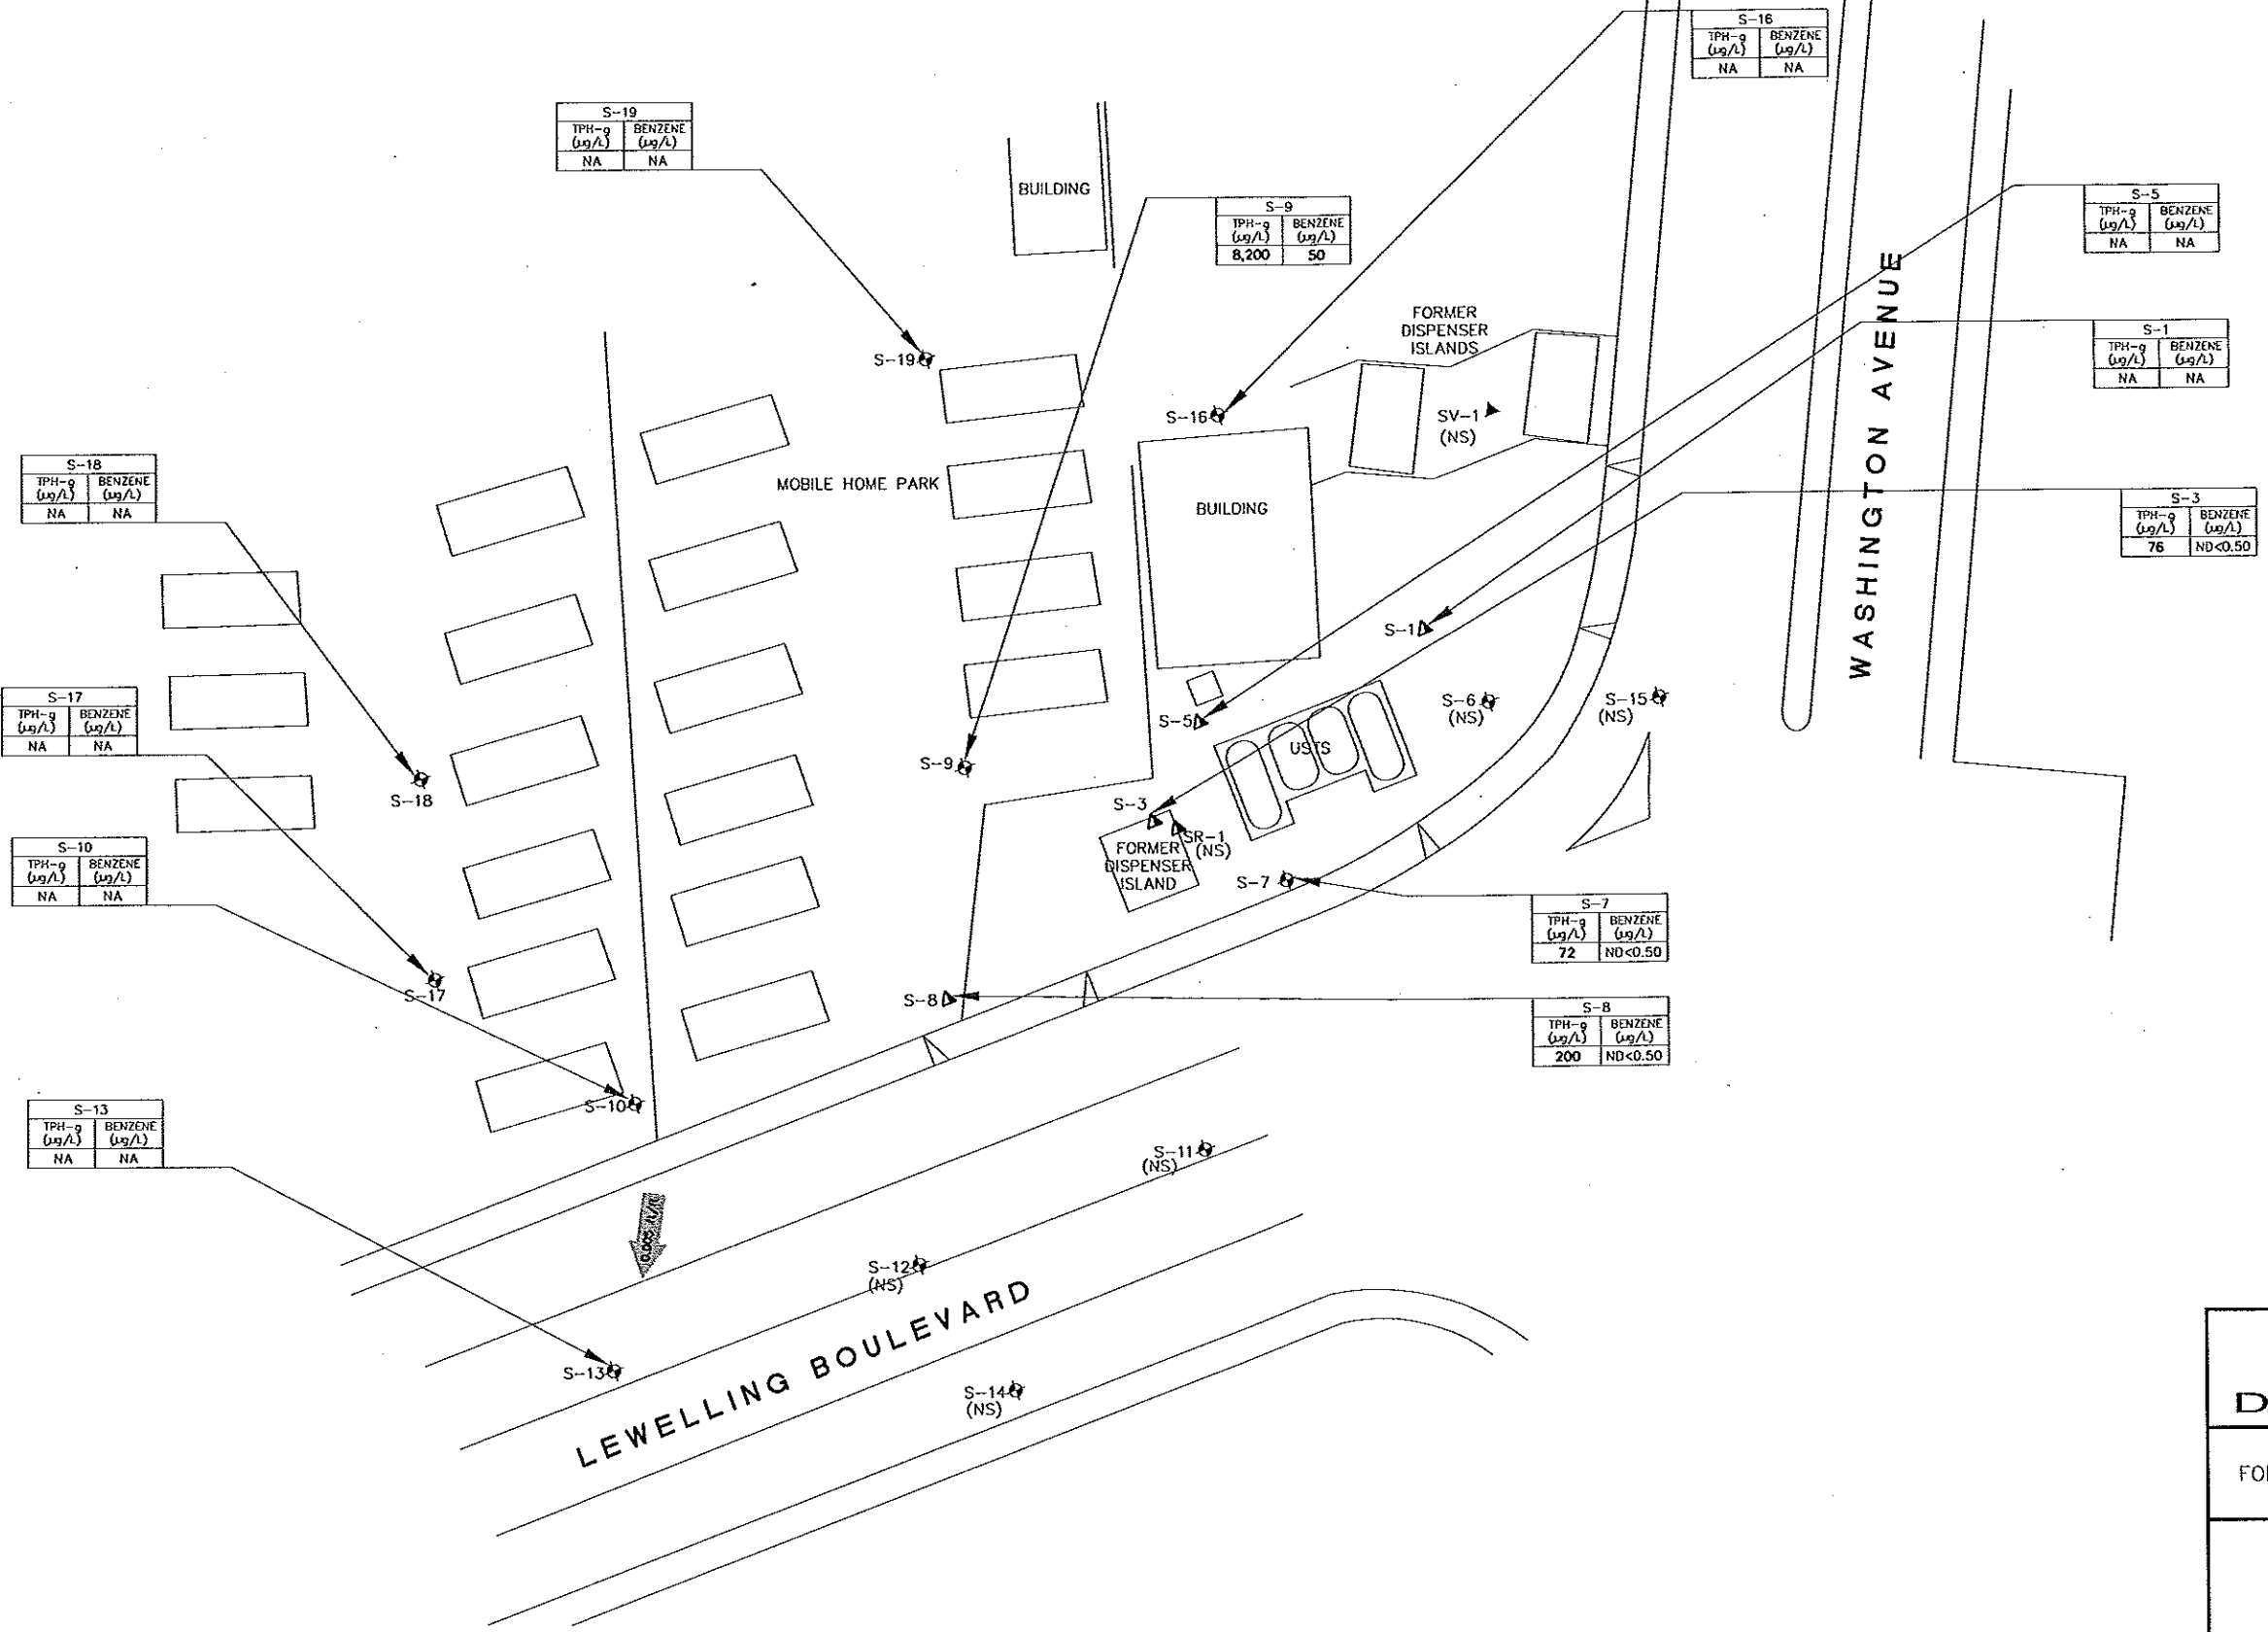 S-16
TPH-g (µg/L) BENZENE (µg/L)
NA NA
S-19
TPH-g (µg/L) BENZENE (µg/L)
NA NA
BUILDING
S-9
TPH-g (µg/L) BENZENE (µg/L)
8,200 50
S-5
TPH-g (µg/L) BENZENE (µg/L)
NA NA
FORMER
DISPENSER
ISLANDS
S-1
TPH-g (µg/L) BENZENE (µg/L)
NA NA
WASHINGTON AVENUE
S-19
S-16
SV-1
(NS)
S-18
TPH-g (µg/L) BENZENE (µg/L)
NA NA
MOBILE HOME PARK
BUILDING
S-3
TPH-g (µg/L) BENZENE (µg/L)
76 ND<0.50
S-1
S-17
TPH-g (µg/L) BENZENE (µg/L)
NA NA
S-5
S-6
(NS)
S-15
(NS)
USTS
S-18
S-9
S-3
SR-1
(NS)
FORMER
DISPENSER
ISLAND
S-10
TPH-g (µg/L) BENZENE (µg/L)
NA NA
S-7
S-7
TPH-g (µg/L) BENZENE (µg/L)
72 ND<0.50
S-17
S-8
S-8
TPH-g (µg/L) BENZENE (µg/L)
200 ND<0.50
S-10
S-13
TPH-g (µg/L) BENZENE (µg/L)
NA NA
S-11
(NS)
S-12
(NS)
LEWELLING BOULEVARD
S-13
S-14
(NS)
D
FO